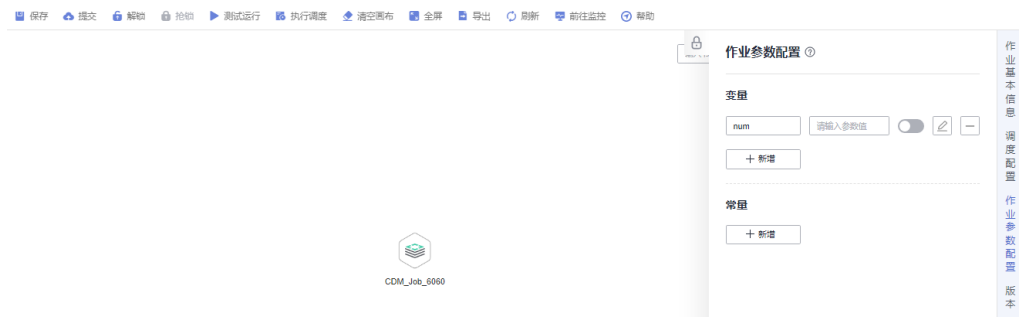 保存 提交 解锁 抢锁 测试运行 执行调度 清空画布 全屏 导出 刷新 前往监控 帮助
作业参数配置
变量
num 请输入参数值
新增
常量
新增
CDM_Job_6060
作业基本信息
调度配置
作业参数配置
版本